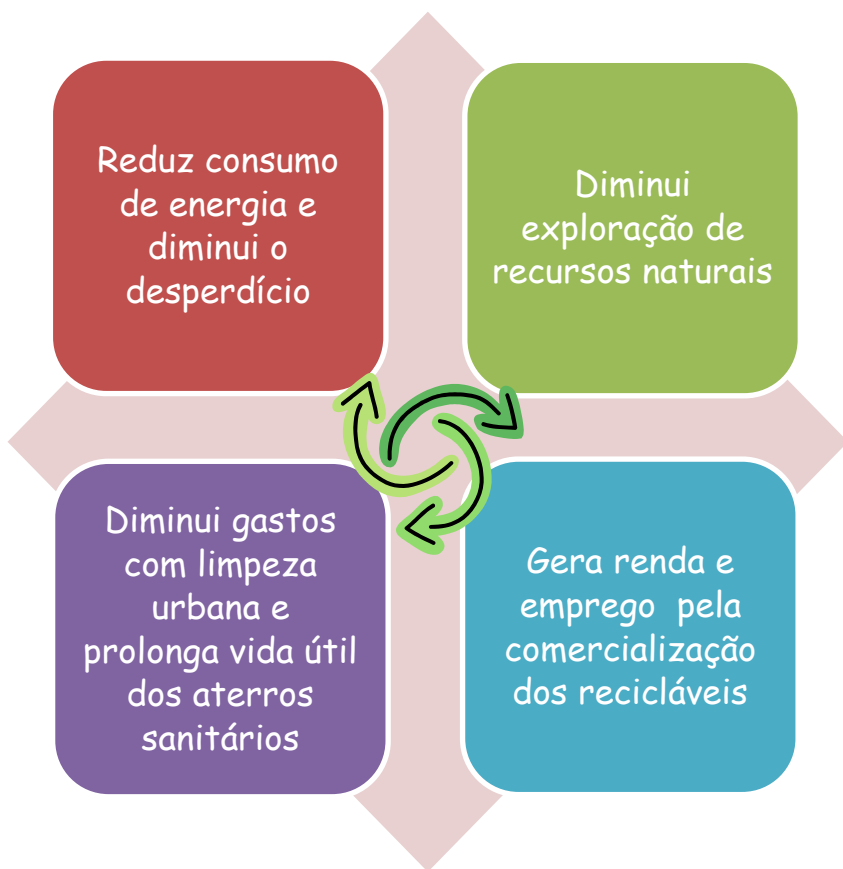 Reduz consumo
de energia e
diminui o
desperdício
Diminui
exploração de
recursos naturais
Diminui gastos
com limpeza
urbana e
prolonga vida útil
dos aterros
sanitários
Gera renda e
emprego pela
comercialização
dos recicláveis